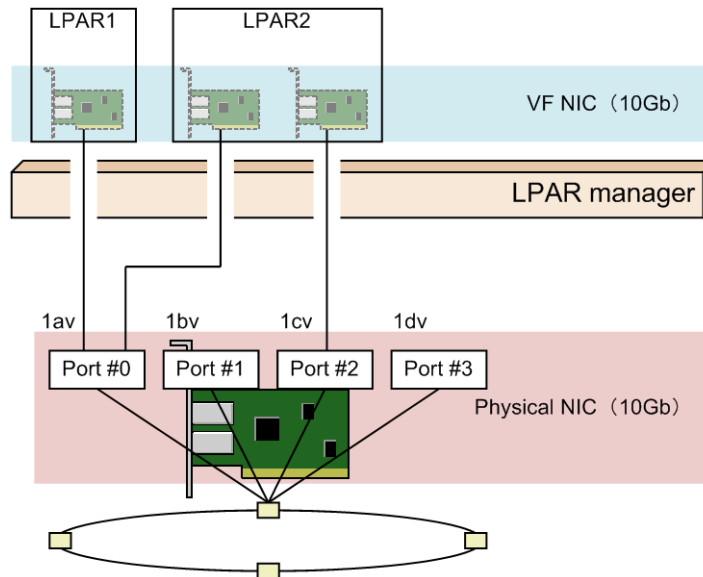 LPAR1
LPAR2
VF NIC（10Gb）
LPAR manager
1av
1bv
1cv
1dv
Port #0
Port #1
Port #2
Port #3
Physical NIC（10Gb）